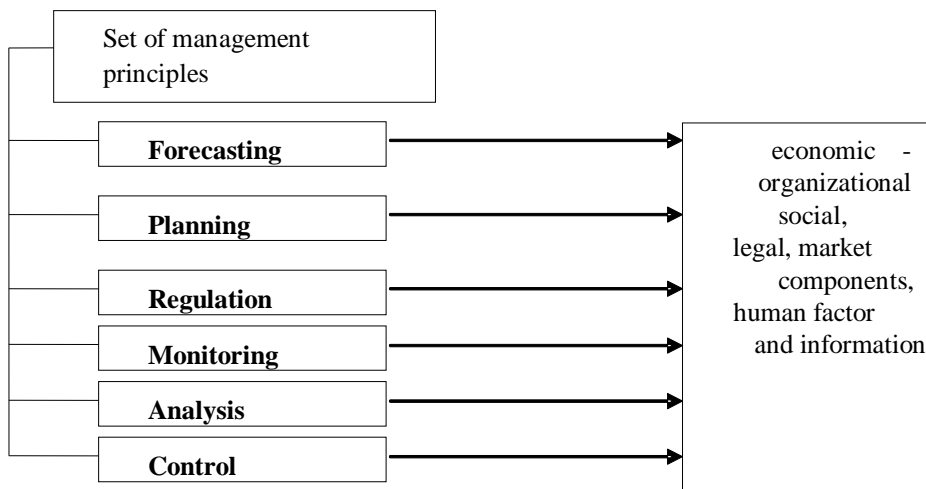 Set of management
principles
Forecasting
Planning
Regulation
Monitoring
Analysis
Control
economic -
organizational
social,
legal, market
components,
human factor
and information